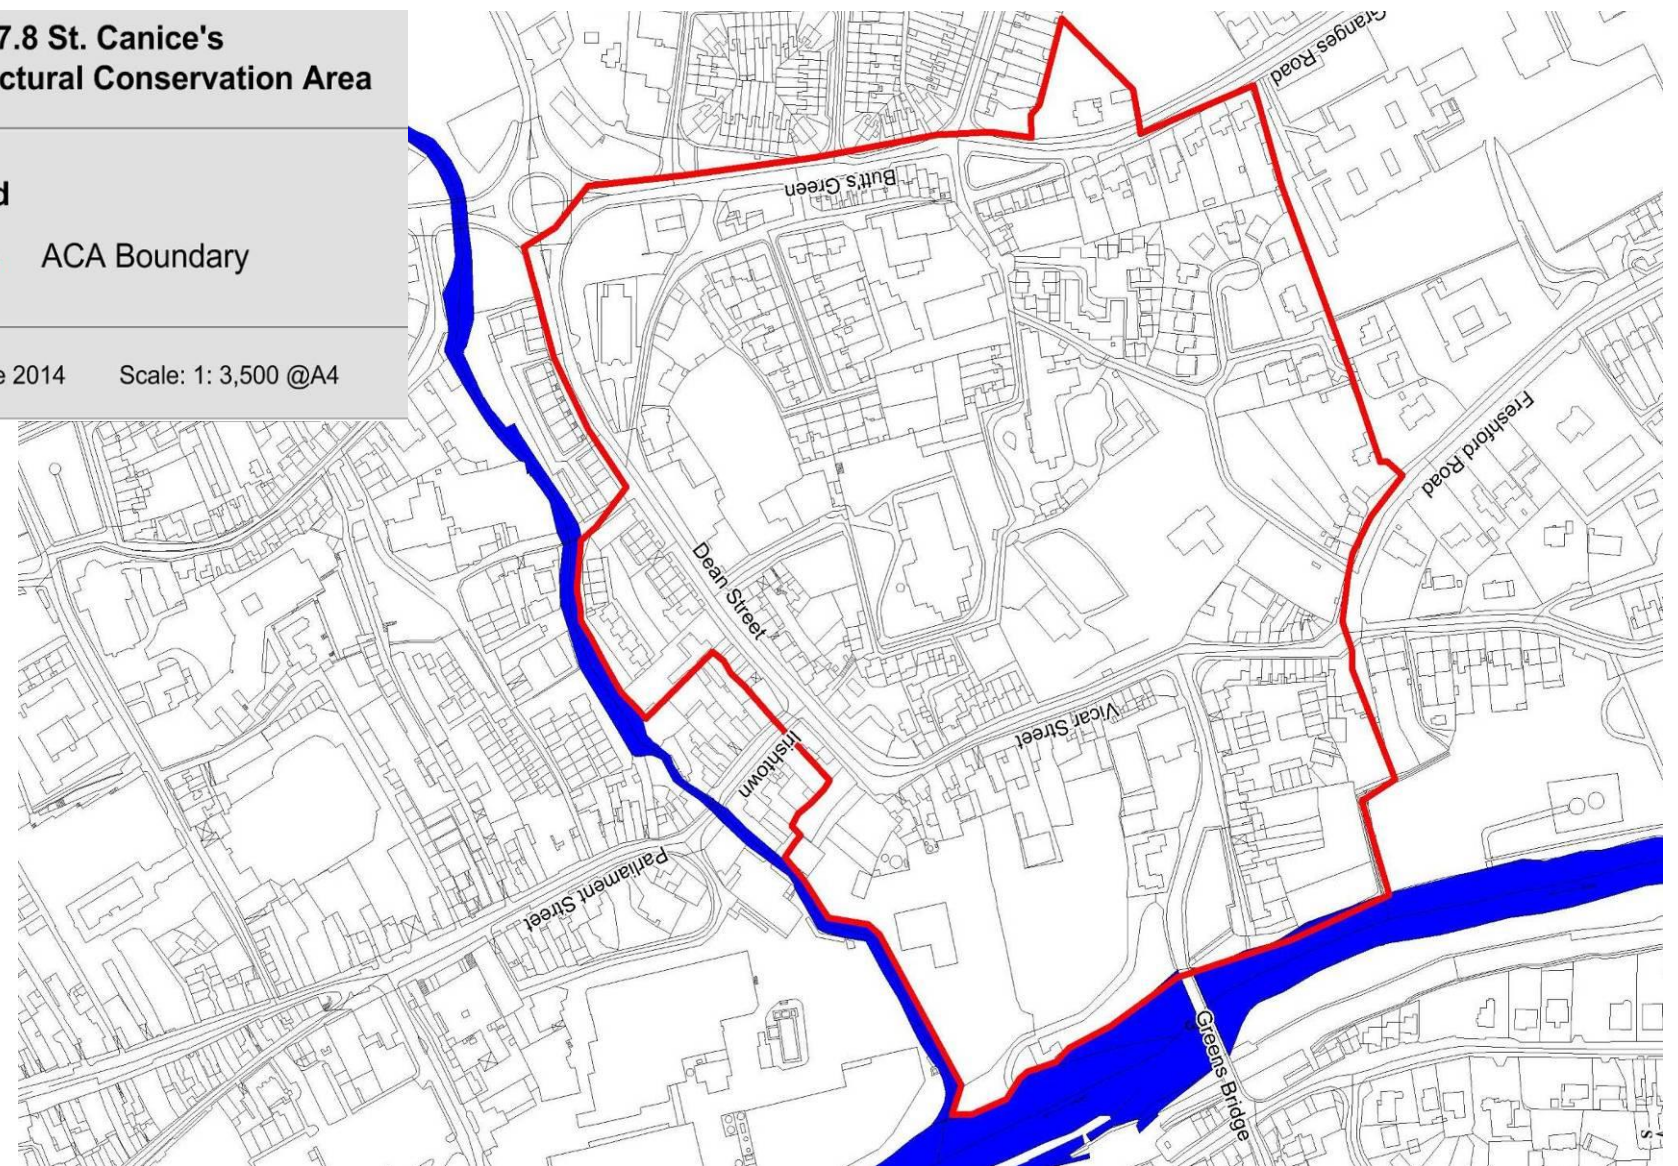 7.8 St. Canice's
ctural Conservation Area
d
ACA Boundary
e 2014 Scale: 1: 3,500 @A4
Granges Road
Butt's Green
Freshford Road
Dean Street
Vicar Street
Irishtown
Parliament Street
Greens Bridge
s